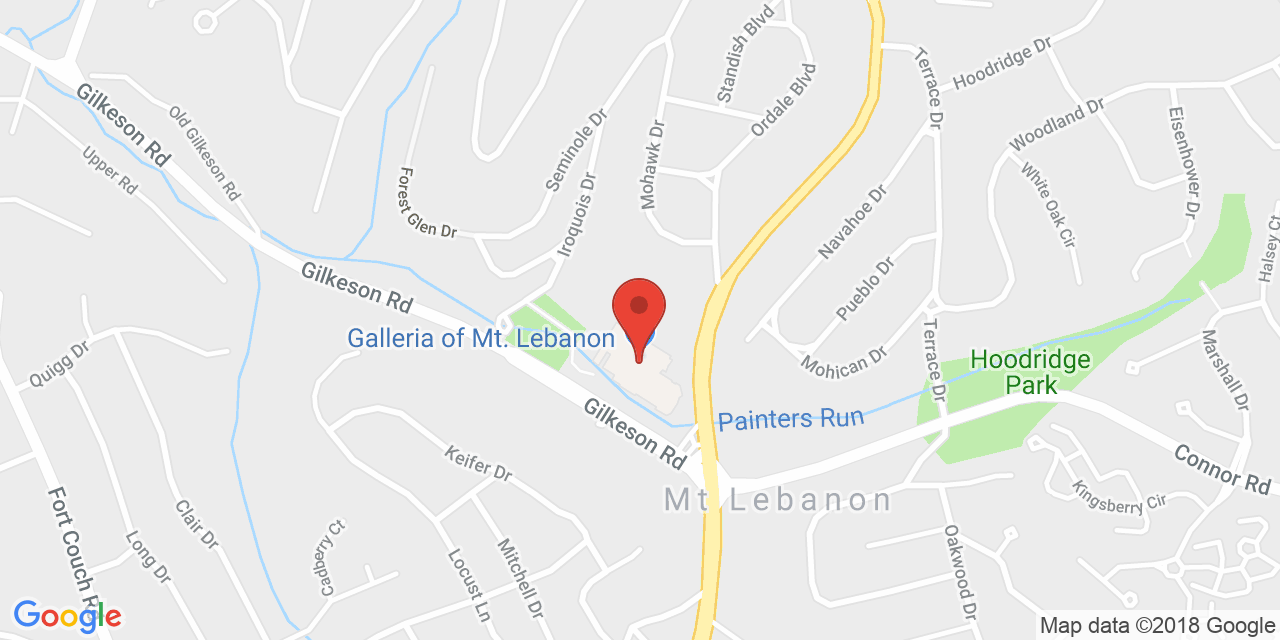 Standish Blvd
Ordale Blvd
Terrace Dr
Hoodridge Dr
Woodland Dr
Eisenhower Dr
Gilkeson Rd
Old Gilkeson Rd
Upper Rd
Seminole Dr
Mohawk Dr
Forest Glen Dr
Iroquois Dr
Navahoe Dr
White Oak Cir
Halsey Ct
Pueblo Dr
Gilkeson Rd
Galleria of Mt. Lebanon
Quigg Dr
Mohican Dr
Terrace Dr
Hoodridge
Park
Marshall Dr
Painters Run
Gilkeson Rd
Keifer Dr
Connor Rd
Mt Lebanon
Kingsberry Cir
Fort Couch Rd
Clair Dr
Long Dr
Cadberry Ct
Locust Ln
Mitchell Dr
Oakwood Dr
Google
Map data ©2018 Google